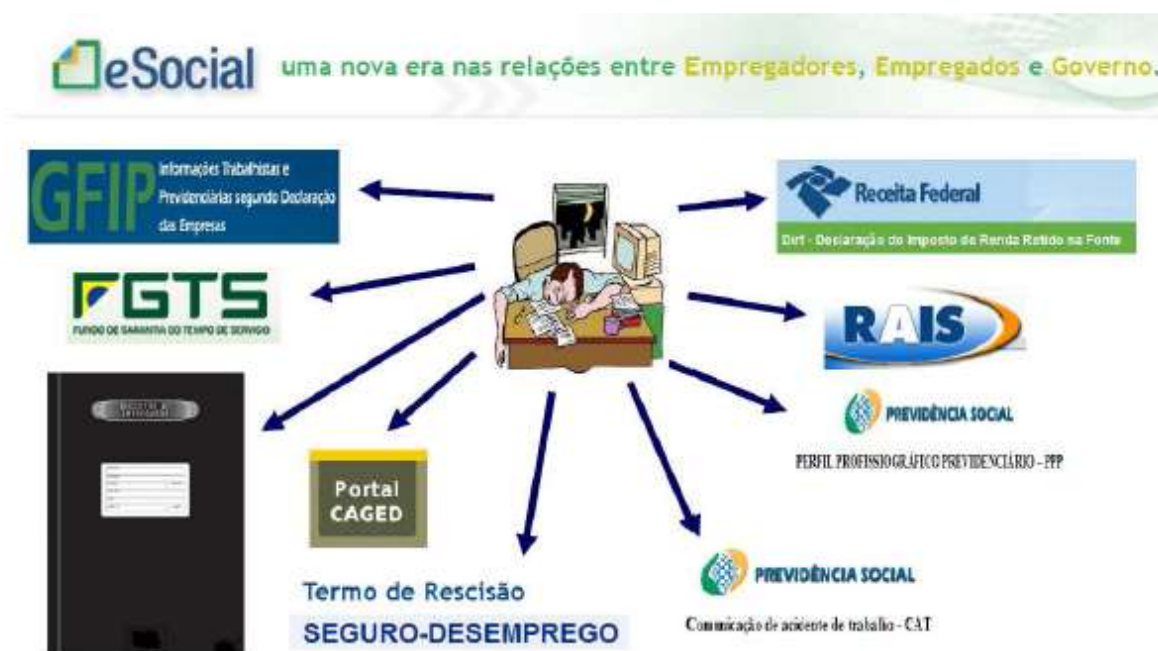 eSocial uma nova era nas relações entre Empregadores, Empregados e Governo.
GFIP
Informações Trabalhistas e
Previdenciárias segundo Declaração
das Empresas
Receita Federal
Dirf - Declaração do Imposto de Renda Retido na Fonte
FGTS
FUNDO DE GARANTIA DO TEMPO DE SERVIÇO
RAIS
PREVIDÊNCIA SOCIAL
PERFIL PROFISSIOGRÁFICO PREVIDENCIÁRIO - PPP
Portal
CAGED
Termo de Rescisão
SEGURO-DESEMPREGO
PREVIDÊNCIA SOCIAL
Comunicação de acidente de trabalho - CAT